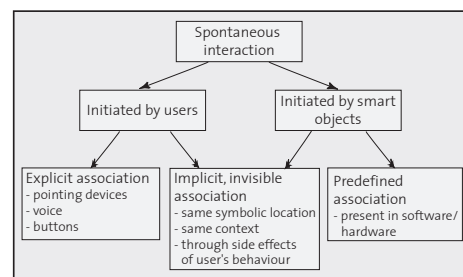 Spontaneous
interaction
Initiated by users
Initiated by smart
objects
Explicit association
- pointing devices
- voice
- buttons
Implicit, invisible
association
- same symbolic location
- same context
- through side effects
of user's behaviour
Predefined
association
- present in software/
hardware